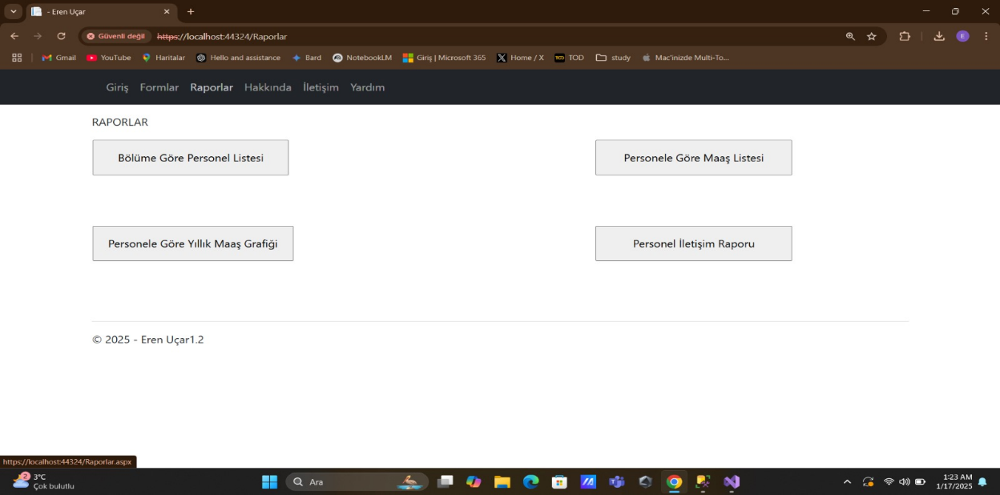 - Eren Uçar
Güvenli değil https://localhost:44324/Raporlar
E
Gmail YouTube Haritalar Hello and assistance Bard NotebookLM Giriş | Microsoft 365 Home / X TOD study Mac'inizde Multi-To...
Giriş Formlar Raporlar Hakkında İletişim Yardım
RAPORLAR
Bölüme Göre Personel Listesi Personele Göre Maaş Listesi
Personele Göre Yıllık Maaş Grafiği Personel İletişim Raporu
© 2025 - Eren Uçar1.2
https://localhost:44324/Raporlar.aspx
2 3°C
Çok bulutlu
Ara
1:23 AM
1/17/2025